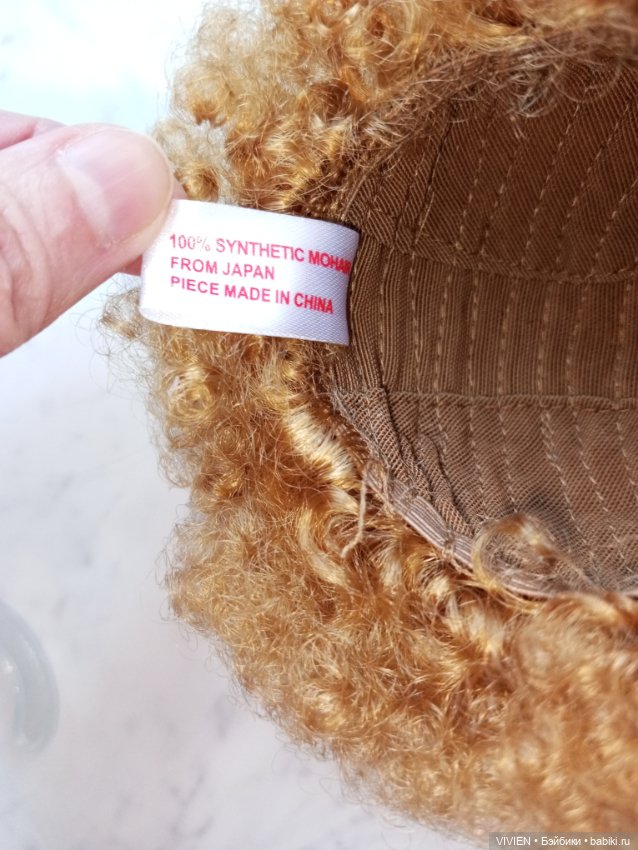 100% SYNTHETIC MOHAIR
FROM JAPAN
PIECE MADE IN CHINA
VIVIEN • Бэйбики • babiki.ru